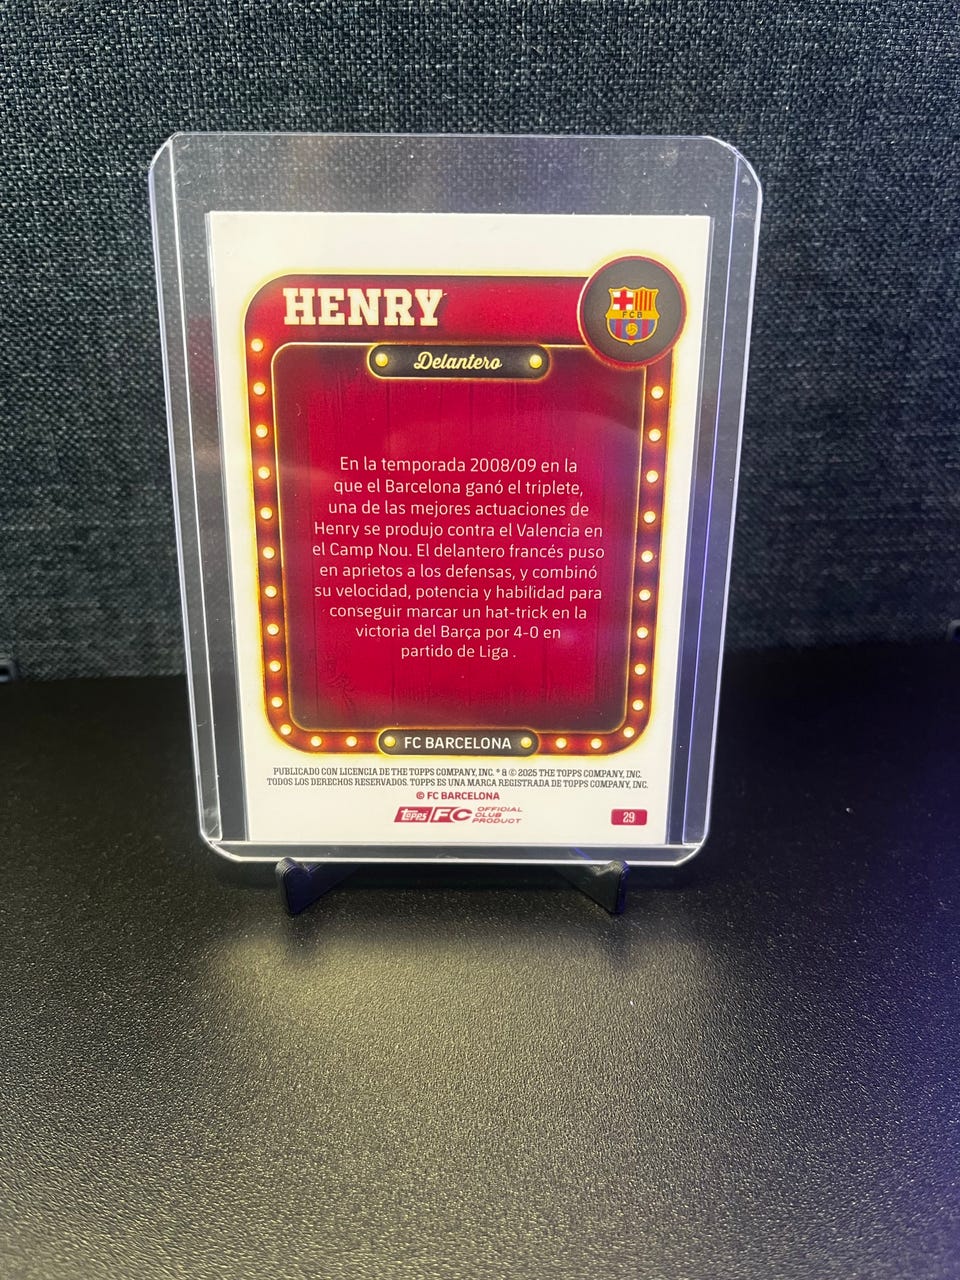 HENRY
FCB
Delantero
En la temporada 2008/09 en la
que el Barcelona ganó el triplete,
una de las mejores actuaciones de
Henry se produjo contra el Valencia en
el Camp Nou. El delantero francés puso
en aprietos a los defensas, y combinó
su velocidad, potencia y habilidad para
conseguir marcar un hat-trick en la
victoria del Barça por 4-0 en
partido de Liga .
FC BARCELONA
PUBLICADO CON LICENCIA DE THE TOPPS COMPANY, INC. ® & © 2025 THE TOPPS COMPANY, INC.
TODOS LOS DERECHOS RESERVADOS. TOPPS ES UNA MARCA REGISTRADA DE TOPPS COMPANY, INC.
© FC BARCELONA
Topps FC OFFICIAL
CLUB
PRODUCT
29